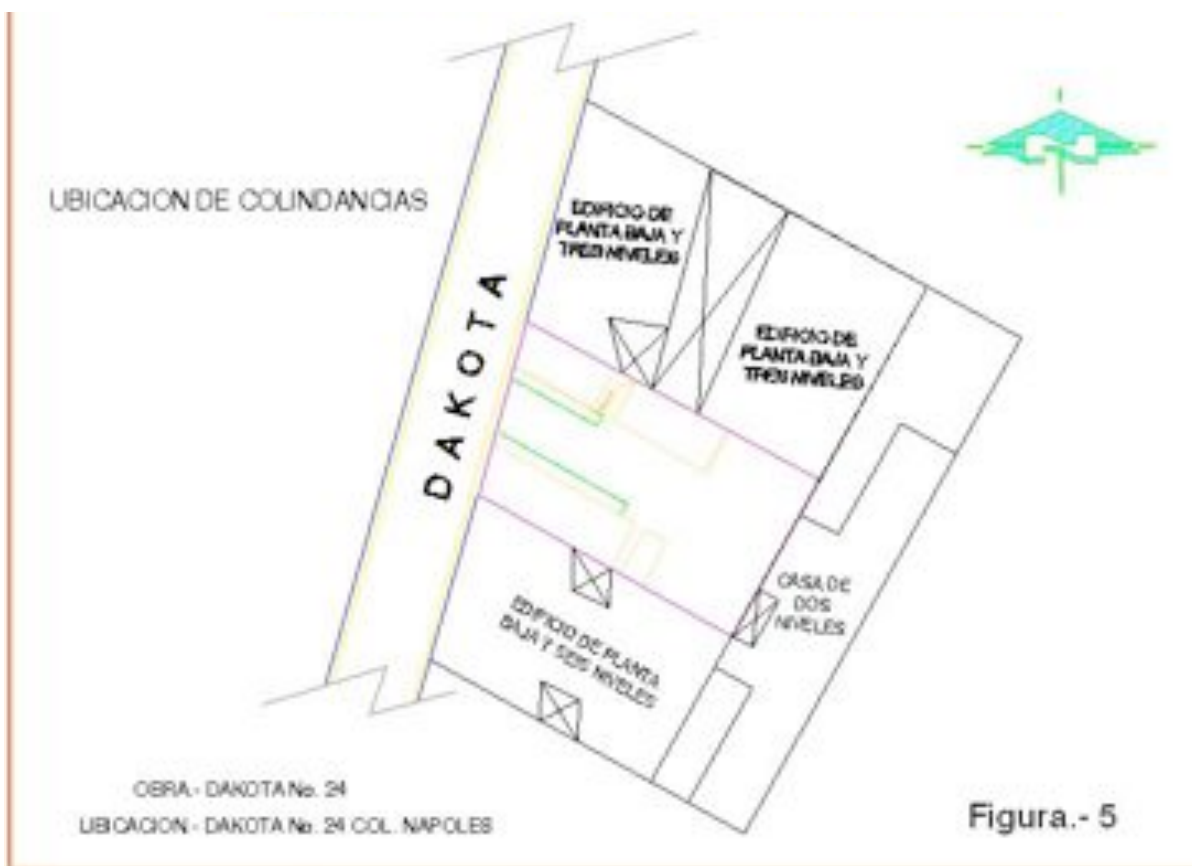 UBICACION DE COLINDANCIAS
EDIFICIO DE
PLANTA BAJA Y
TRES NIVELES
DAKOTA
EDIFICIO DE
PLANTA BAJA Y
TRES NIVELES
CASA DE
DOS
NIVELES
EDIFICIO DE PLANTA
BAJA Y SEIS NIVELES
OBRA.- DAKOTA No. 24
UBICACION - DAKOTA No. 24 COL. NAPOLES
Figura.- 5